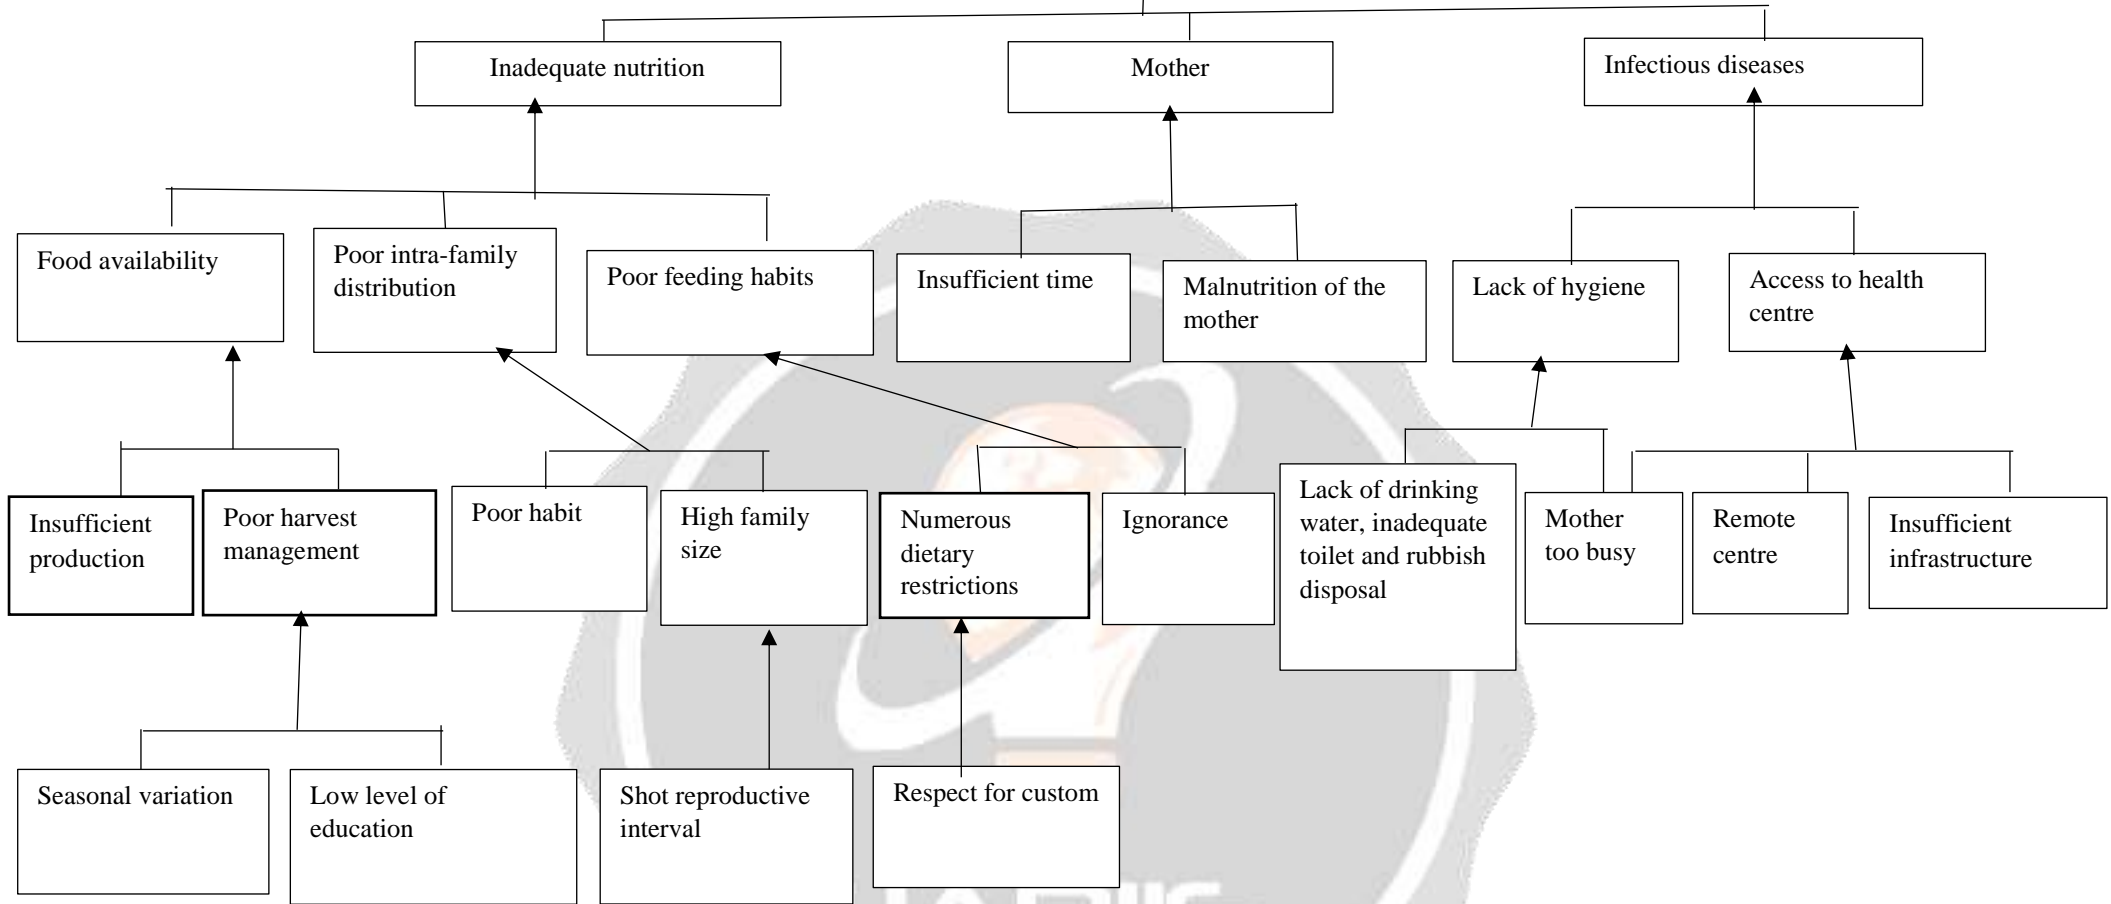 Inadequate nutrition
Mother
Infectious diseases
Food availability
Poor intra-family
distribution
Poor feeding habits
Insufficient time
Malnutrition of the
mother
Lack of hygiene
Access to health
centre
Insufficient
production
Poor harvest
management
Poor habit
High family
size
Numerous
dietary
restrictions
Ignorance
Lack of drinking
water, inadequate
toilet and rubbish
disposal
Mother
too busy
Remote
centre
Insufficient
infrastructure
Seasonal variation
Low level of
education
Shot reproductive
interval
Respect for custom